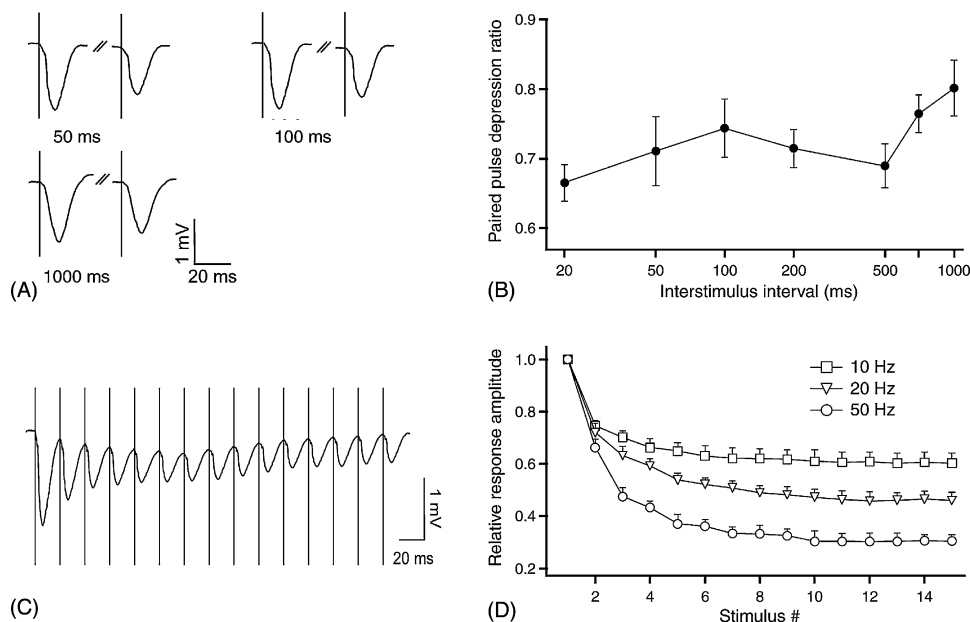 50 ms
100 ms
1000 ms
1 mV
20 ms
(A)
Paired pulse depression ratio
0.9
0.8
0.7
0.6
20 50 100 200 500 1000
Interstimulus interval (ms)
(B)
1 mV
20 ms
(C)
Relative response amplitude
1.0
0.8
0.6
0.4
0.2
10 Hz
20 Hz
50 Hz
2 4 6 8 10 12 14
Stimulus #
(D)